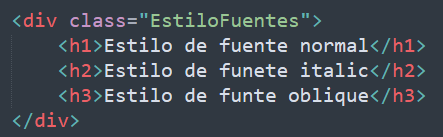 <div class="EstiloFuentes">
<h1>Estilo de fuente normal</h1>
<h2>Estilo de funete italic</h2>
<h3>Estilo de funte oblique</h3>
</div>